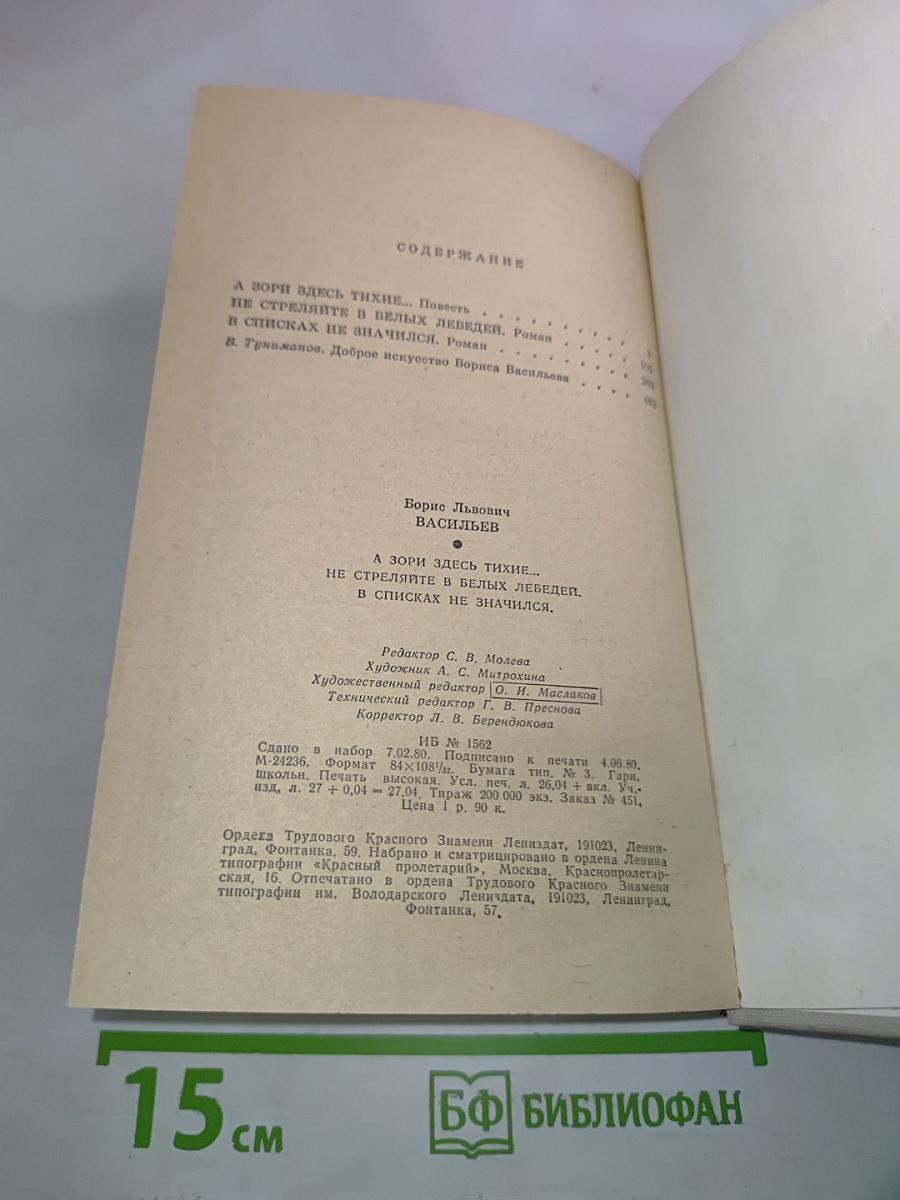 СОДЕРЖАНИЕ
А ЗОРИ ЗДЕСЬ ТИХИЕ... Повесть . . . . . . . . . 3
НЕ СТРЕЛЯЙТЕ В БЕЛЫХ ЛЕБЕДЕЙ. Роман . . . . .
В СПИСКАХ НЕ ЗНАЧИЛСЯ. Роман . . . . . . . . 269
В. Туниманов. Доброе искусство Бориса Васильева . . . . 483
Борис Львович
ВАСИЛЬЕВ
А ЗОРИ ЗДЕСЬ ТИХИЕ...
НЕ СТРЕЛЯЙТЕ В БЕЛЫХ ЛЕБЕДЕЙ.
В СПИСКАХ НЕ ЗНАЧИЛСЯ.
Редактор С. В. Молева
Художник А. С. Митрохина
Художественный редактор О. И. Маслаков
Технический редактор Г. В. Преснова
Корректор Л. В. Берендюкова
ИБ № 1562
Сдано в набор 7.02.80. Подписано к печати 4.06.80.
М-24236. Формат 84×108¹/₃₂. Бумага тип. № 3. Гарн.
школьн. Печать высокая. Усл. печ. л. 26,04 + вкл. Уч.-
изд. л. 27 + 0,04 = 27,04. Тираж 200 000 экз. Заказ № 451.
Цена 1 р. 90 к.
Ордена Трудового Красного Знамени Лениздат, 191023, Ленин-
град, Фонтанка, 59. Набрано и сматрицировано в ордена Ленина
типографии «Красный пролетарий», Москва, Краснопролетар-
ская, 16. Отпечатано в ордена Трудового Красного Знамени
типографии им. Володарского Лениздата, 191023, Ленинград,
Фонтанка, 57.
15 см
БФ БИБЛИОФАН